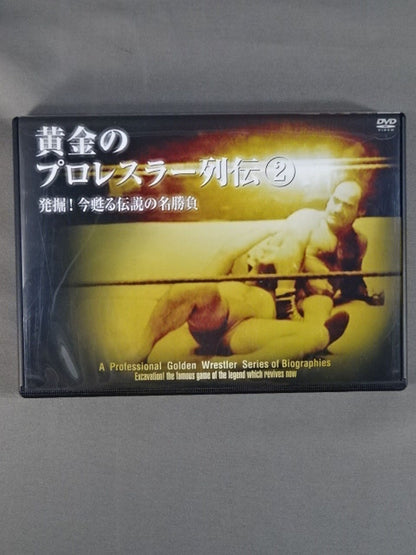 DVD
VIDEO
黄金の
プロレスラー列伝②
発掘！今甦る伝説の名勝負
A Professional Golden Wrestler Series of Biographies
Excavation! the famous game of the legend which revives now